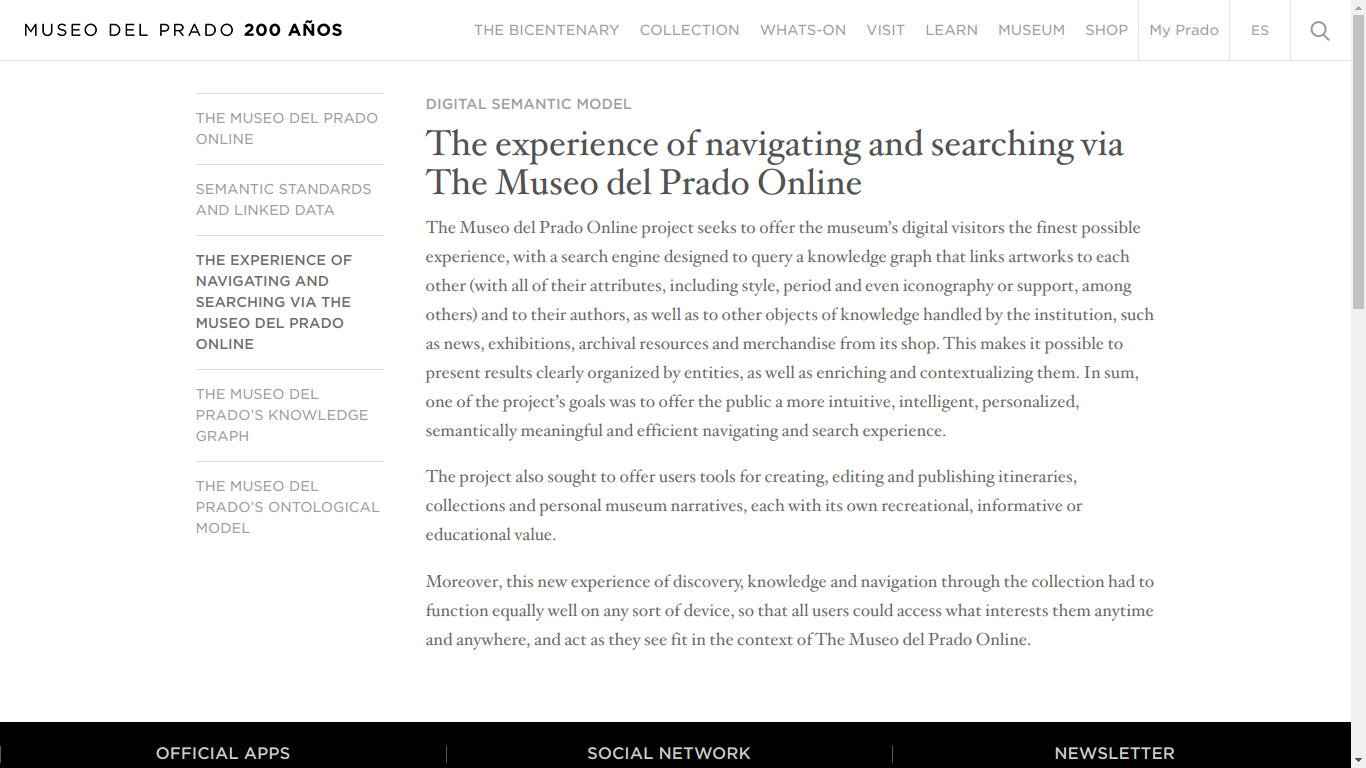 MUSEO DEL PRADO 200 AÑOS
THE BICENTENARY COLLECTION WHATS-ON VISIT LEARN MUSEUM SHOP My Prado ES
THE MUSEO DEL PRADO
ONLINE
SEMANTIC STANDARDS
AND LINKED DATA
THE EXPERIENCE OF
NAVIGATING AND
SEARCHING VIA THE
MUSEO DEL PRADO
ONLINE
THE MUSEO DEL
PRADO’S KNOWLEDGE
GRAPH
THE MUSEO DEL
PRADO’S ONTOLOGICAL
MODEL
DIGITAL SEMANTIC MODEL
The experience of navigating and searching via
The Museo del Prado Online
The Museo del Prado Online project seeks to offer the museum’s digital visitors the finest possible
experience, with a search engine designed to query a knowledge graph that links artworks to each
other (with all of their attributes, including style, period and even iconography or support, among
others) and to their authors, as well as to other objects of knowledge handled by the institution, such
as news, exhibitions, archival resources and merchandise from its shop. This makes it possible to
present results clearly organized by entities, as well as enriching and contextualizing them. In sum,
one of the project’s goals was to offer the public a more intuitive, intelligent, personalized,
semantically meaningful and efficient navigating and search experience.
The project also sought to offer users tools for creating, editing and publishing itineraries,
collections and personal museum narratives, each with its own recreational, informative or
educational value.
Moreover, this new experience of discovery, knowledge and navigation through the collection had to
function equally well on any sort of device, so that all users could access what interests them anytime
and anywhere, and act as they see fit in the context of The Museo del Prado Online.
OFFICIAL APPS
SOCIAL NETWORK
NEWSLETTER